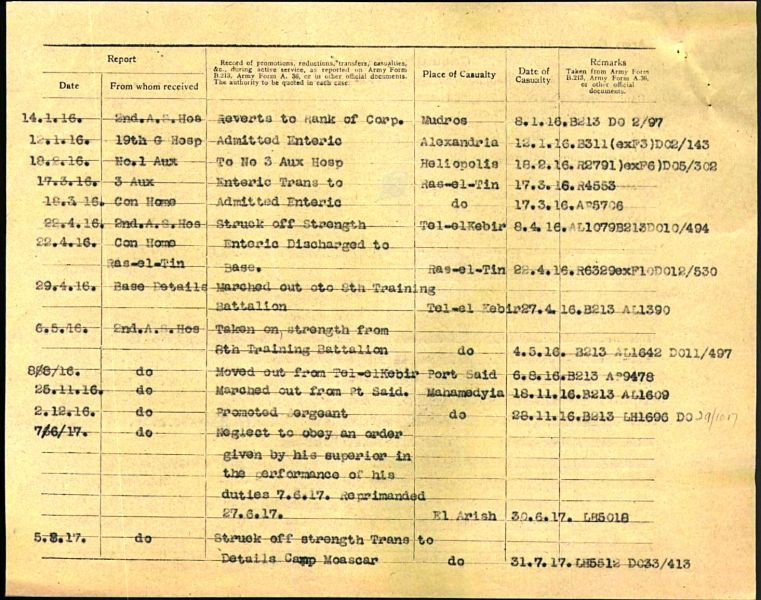 Report
Record of promotions, reductions, transfers, casualties, &c., during active service, as reported on Army Form B.213, Army Form A. 36, or in other official documents. The authority to be quoted in each case.
Place of Casualty
Date of Casualty
Remarks
Taken from Army Form B.213, Army Form A.36, or other official documents.
Date From whom received
14.1.16. 2nd.A.S.Hos Reverts to Rank of Corp. Mudros 8.1.16.B213 DO 2/97
12.1.16. 19th G Hosp Admitted Enteric Alexandria 12.1.16.B311(exF3)DO2/143
18.2.16. No.1 Aux To No 3 Aux Hosp Heliopolis 18.2.16.R2791)exF6)DO5/302
17.3.16. 3 Aux Enteric Trans to Ras-el-Tin 17.3.16.R4553
18.3 16. Con Home Admitted Enteric do 17.3.16.AP5706
22.4.16. 2nd.A.S.Hos Struck off Strength Tel-elKebir 8.4.16.AL1079B213DO10/494
22.4.16. Con Home Enteric Discharged to
Ras-el-Tin Base. Ras-el-Tin 22.4.16.R6329exF10DO12/530
29.4.16. Base Details Marched out oto 8th Training
Battalion Tel-el Kebir 27.4.16.B213 AL1390
6.5.16. 2nd.A.S.Hos Taken on strength from
8th Training Battalion do 4.5.16. B213 AL1642 DO11/497
8/8/16. do Moved out from Tel-elKebir Port Said 6.8.16.B213 AP9478
25.11.16. do Marched out from Pt Said. Mahamedyia 18.11.16.B213 AL1609
2.12.16. do Promoted Sergeant do 28.11.16.B213 LH1696 DO 29/1017
7/6/17. do Neglect to obey an order
given by his superior in
the performance of his
duties 7.6.17. Reprimanded
27.6.17. El Arish 30.6.17. LH5018
5.8.17. do Struck off strength Trans to
Details Camp Moascar do 31.7.17.LH5512 DO33/413